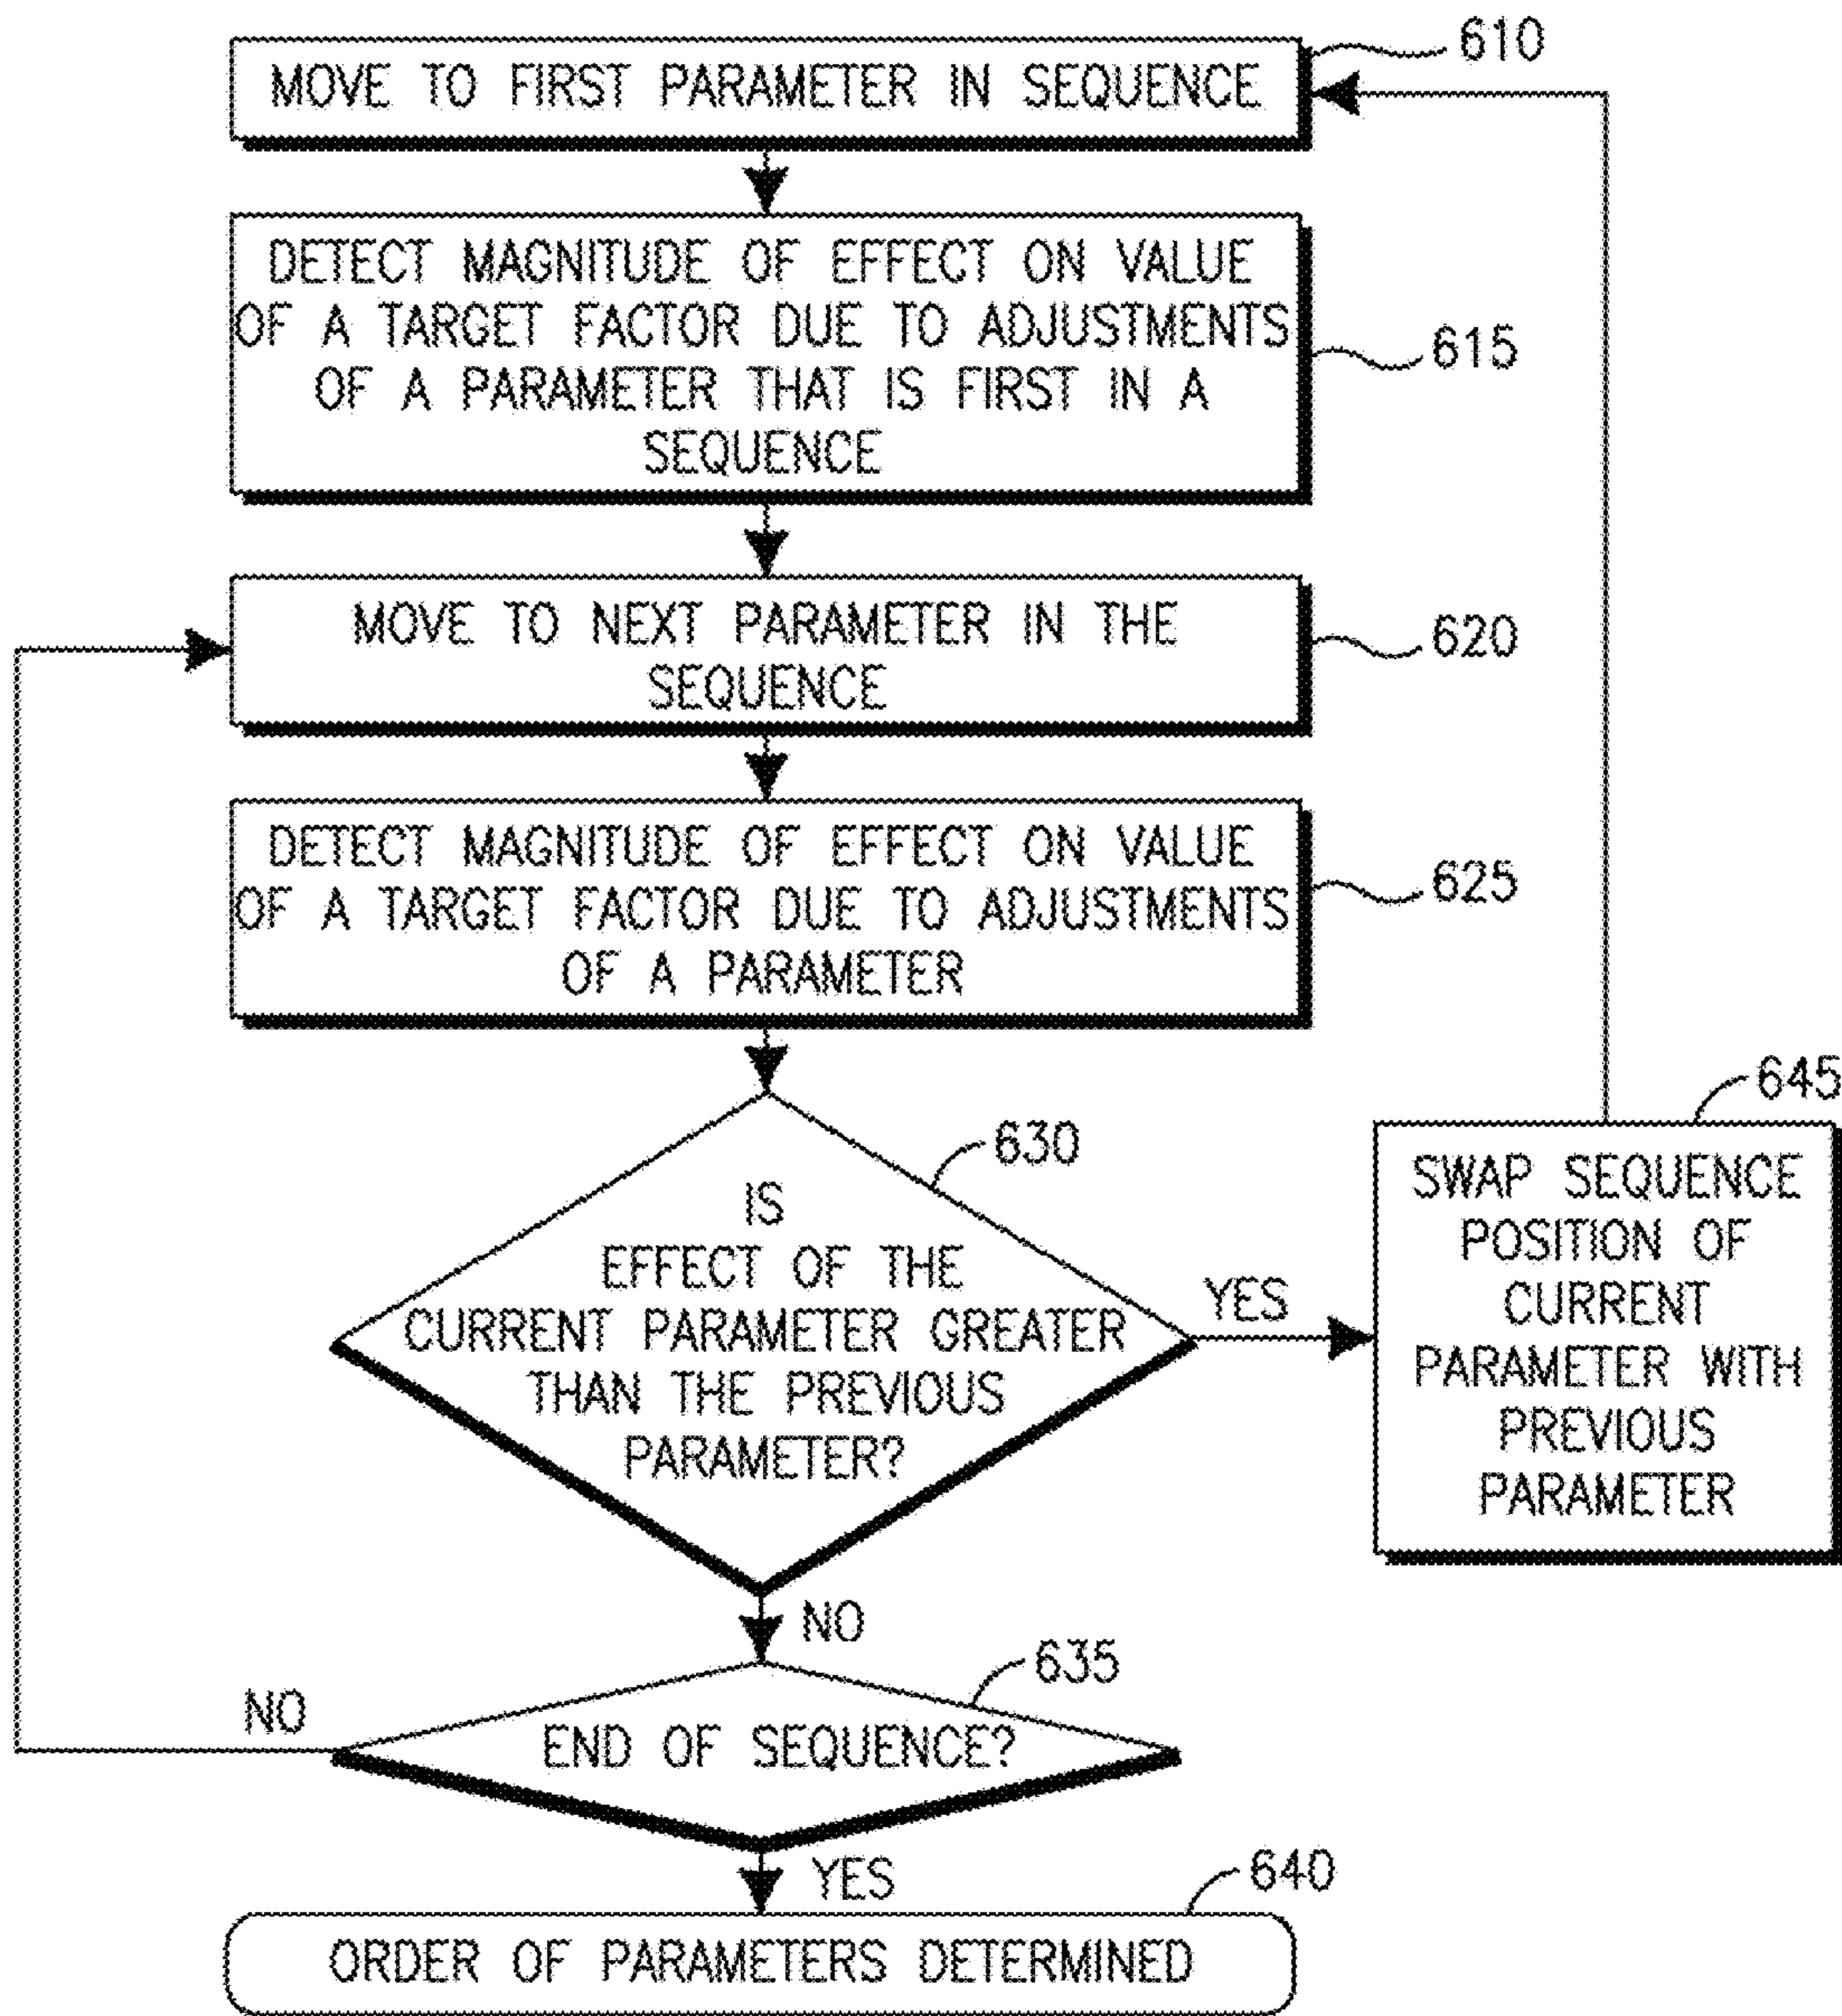 610
MOVE TO FIRST PARAMETER IN SEQUENCE
DETECT MAGNITUDE OF EFFECT ON VALUE
OF A TARGET FACTOR DUE TO ADJUSTMENTS
OF A PARAMETER THAT IS FIRST IN A
SEQUENCE
615
MOVE TO NEXT PARAMETER IN THE
SEQUENCE
620
DETECT MAGNITUDE OF EFFECT ON VALUE
OF A TARGET FACTOR DUE TO ADJUSTMENTS
OF A PARAMETER
625
630
IS
EFFECT OF THE
CURRENT PARAMETER GREATER
THAN THE PREVIOUS
PARAMETER?
YES
645
SWAP SEQUENCE
POSITION OF
CURRENT
PARAMETER WITH
PREVIOUS
PARAMETER
NO
635
END OF SEQUENCE?
NO
YES
640
ORDER OF PARAMETERS DETERMINED